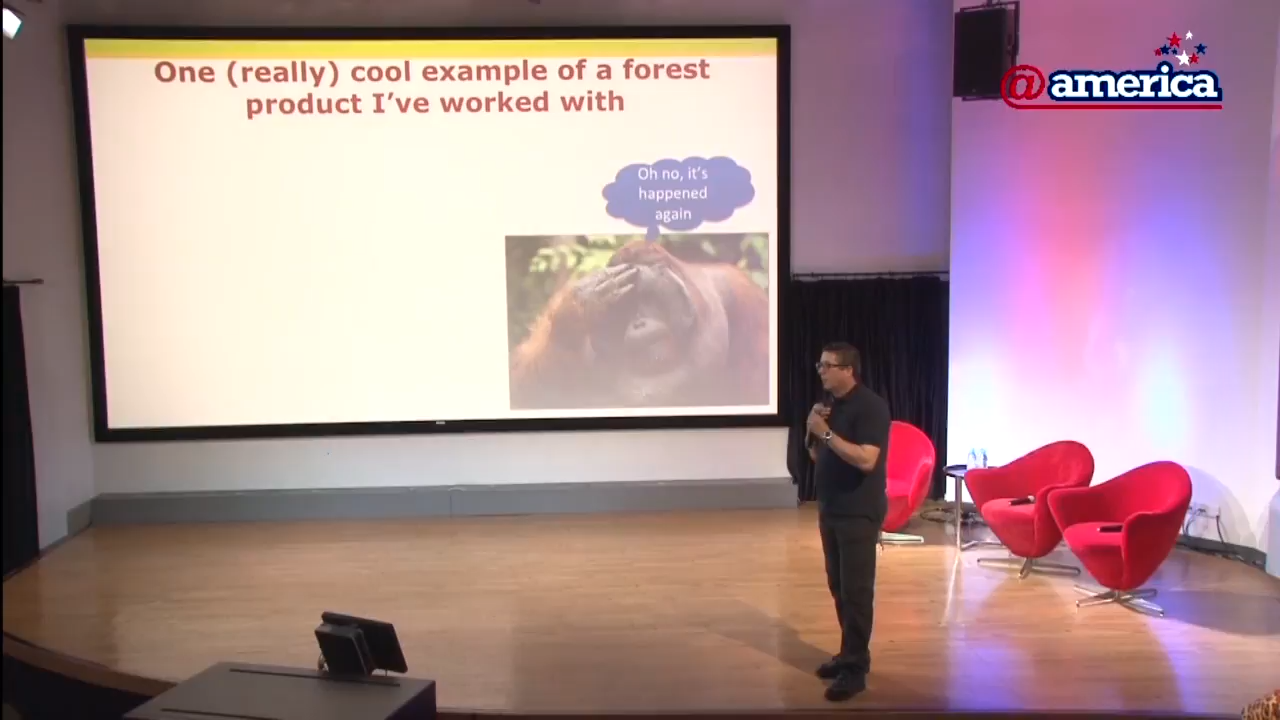 One (really) cool example of a forest
product I've worked with
Oh no, it's
happened
again
@america